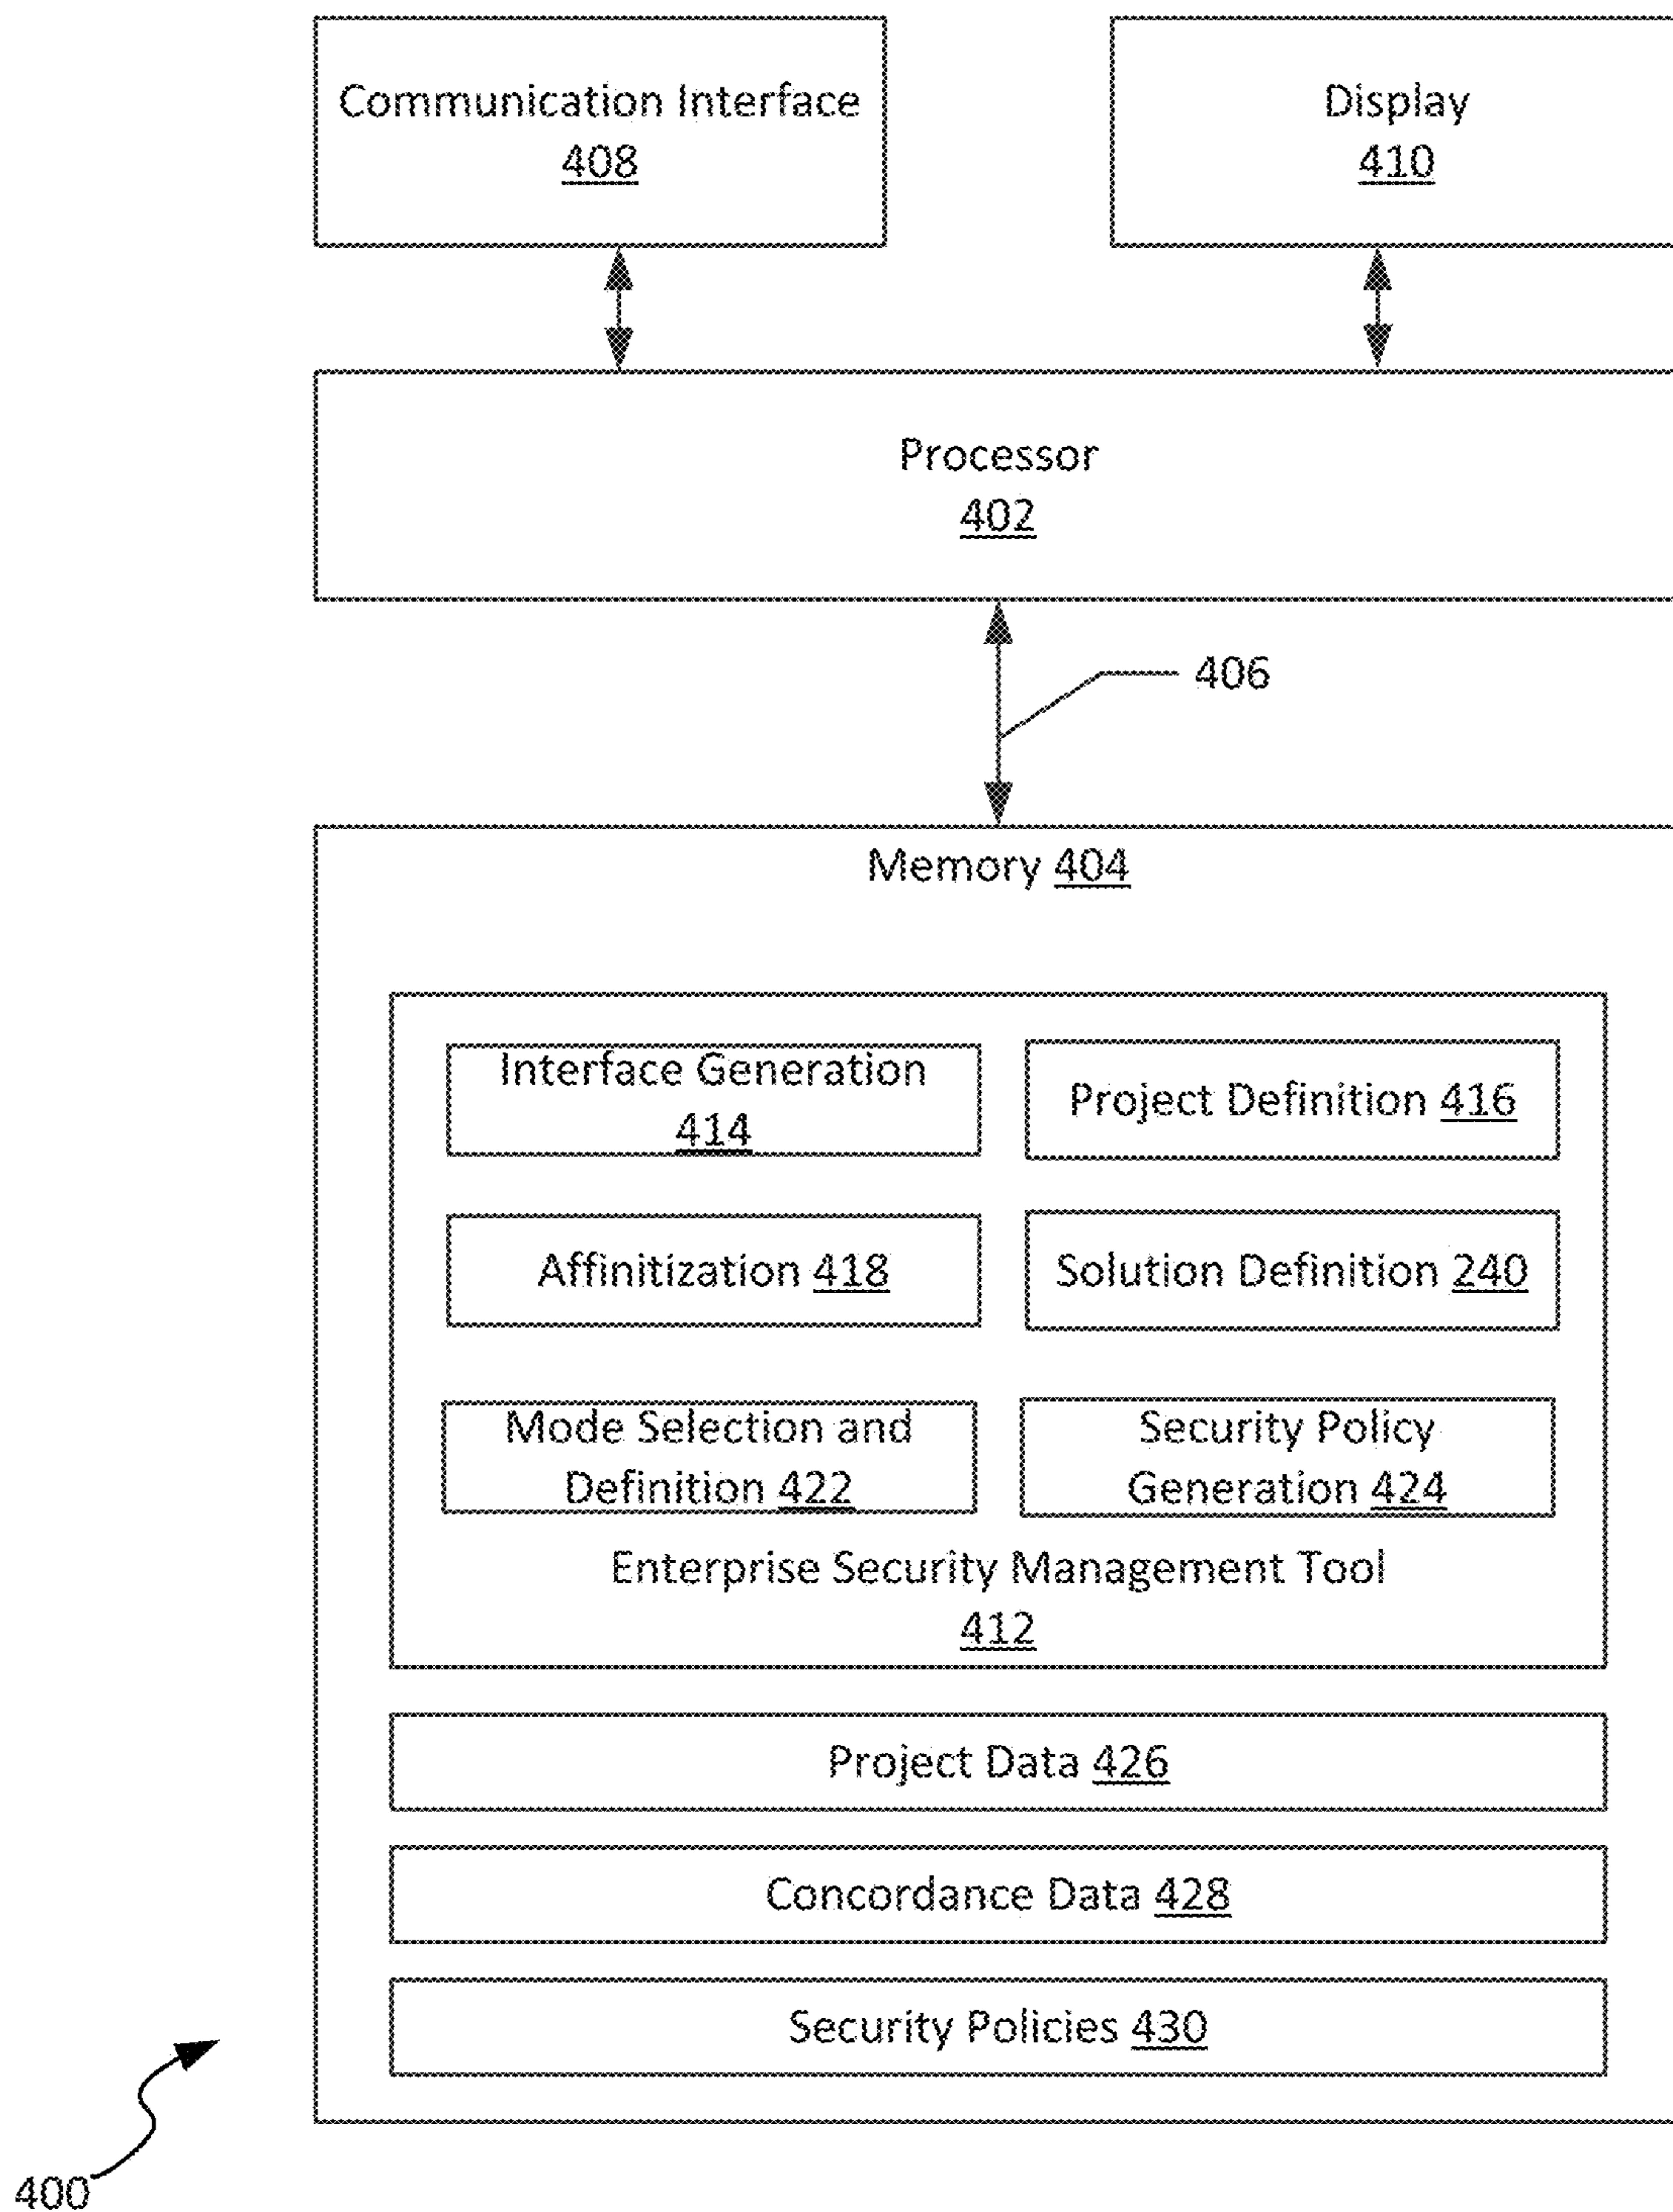 Communication Interface
408
Display
410
Processor
402
406
Memory 404
Interface Generation
414
Project Definition 416
Affinitization 418
Solution Definition 240
Mode Selection and
Definition 422
Security Policy
Generation 424
Enterprise Security Management Tool
412
Project Data 426
Concordance Data 428
Security Policies 430
400